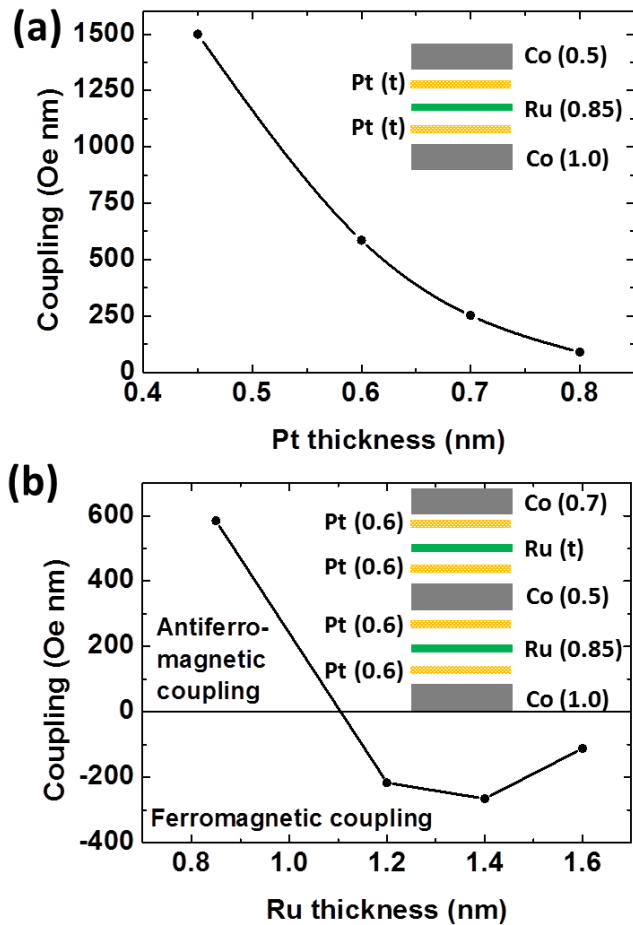 (a)
Coupling (Oe nm)
1500
1250
1000
750
500
250
0
0.4 0.5 0.6 0.7 0.8
Pt thickness (nm)
Co (0.5)
Pt (t)
Ru (0.85)
Pt (t)
Co (1.0)
(b)
Coupling (Oe nm)
600
400
200
0
-200
-400
0.8 1.0 1.2 1.4 1.6
Ru thickness (nm)
Co (0.7)
Pt (0.6)
Ru (t)
Pt (0.6)
Co (0.5)
Pt (0.6)
Ru (0.85)
Pt (0.6)
Co (1.0)
Antiferro-
magnetic
coupling
Ferromagnetic coupling